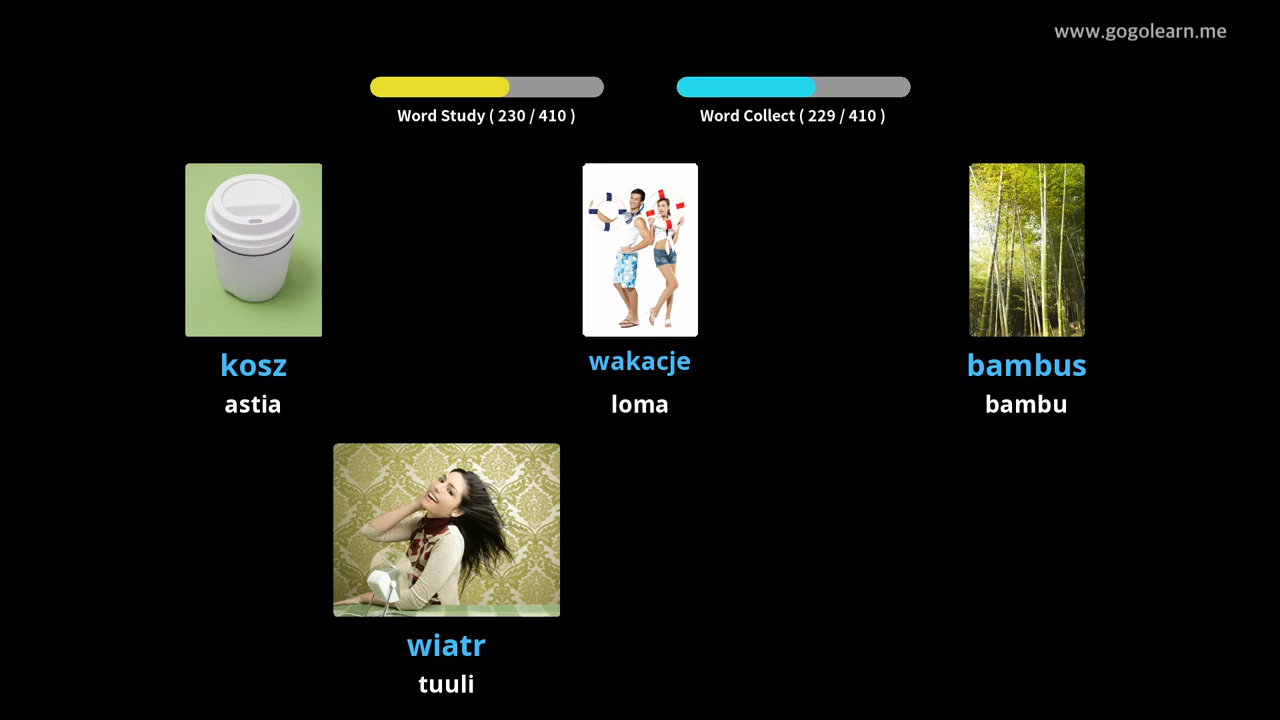 www.gogolearn.me
Word Study ( 230 / 410 )
Word Collect ( 229 / 410 )
kosz
astia
wakacje
loma
bambus
bambu
wiatr
tuuli